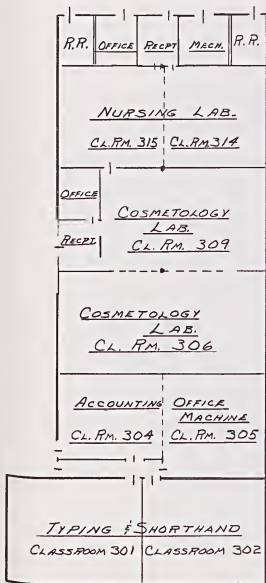 R.R. OFFICE RECPT MECH. R.R.
NURSING LAB.
CL. RM. 315 CL. RM. 314
OFFICE
RECPT.
COSMETOLOGY
LAB.
CL. RM. 309
COSMETOLOGY
LAB.
CL. RM. 306
ACCOUNTING
CL. RM. 304
OFFICE
MACHINE
CL. RM. 305
TYPING & SHORTHAND
CLASSROOM 301 CLASSROOM 302